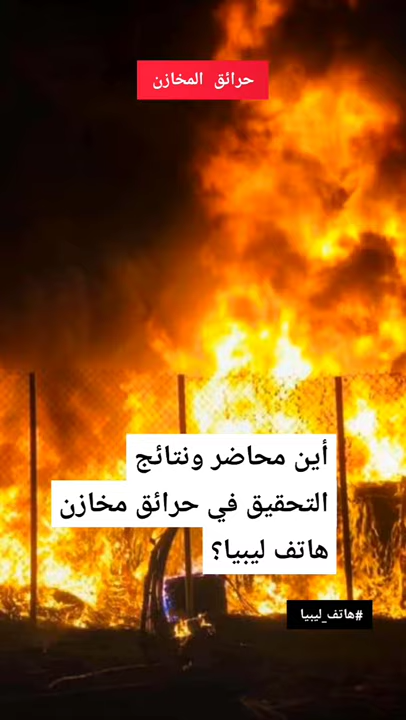 حرائق المخازن
أين محاضر ونتائج
التحقيق في حرائق مخازن
هاتف ليبيا؟
#هاتف_ليبيا